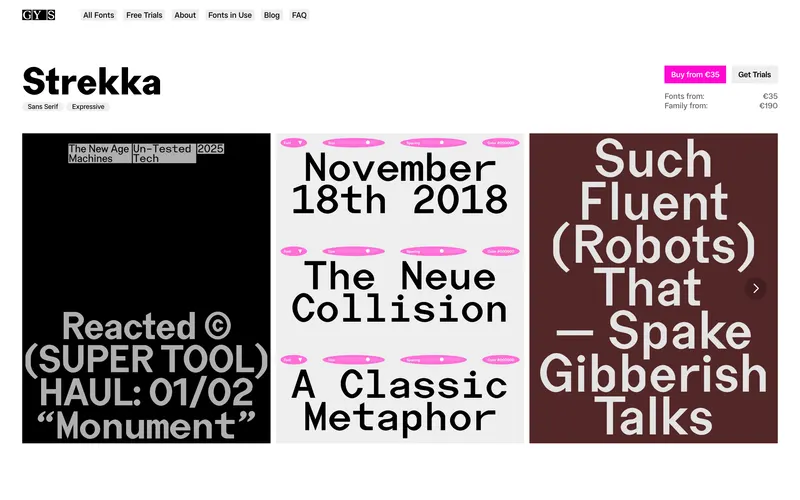 GYS
All Fonts
Free Trials
About
Fonts in Use
Blog
FAQ
Strekka
Sans Serif
Expressive
Buy from €35
Get Trials
Fonts from: €35
Family from: €190
The New Age
Machines
Un-Tested
Tech
2025
Reacted ©
(SUPER TOOL)
HAUL: 01/02
“Monument”
November
18th 2018
The Neue
Collision
A Classic
Metaphor
Such
Fluent
(Robots)
That
— Spake
Gibberish
Talks